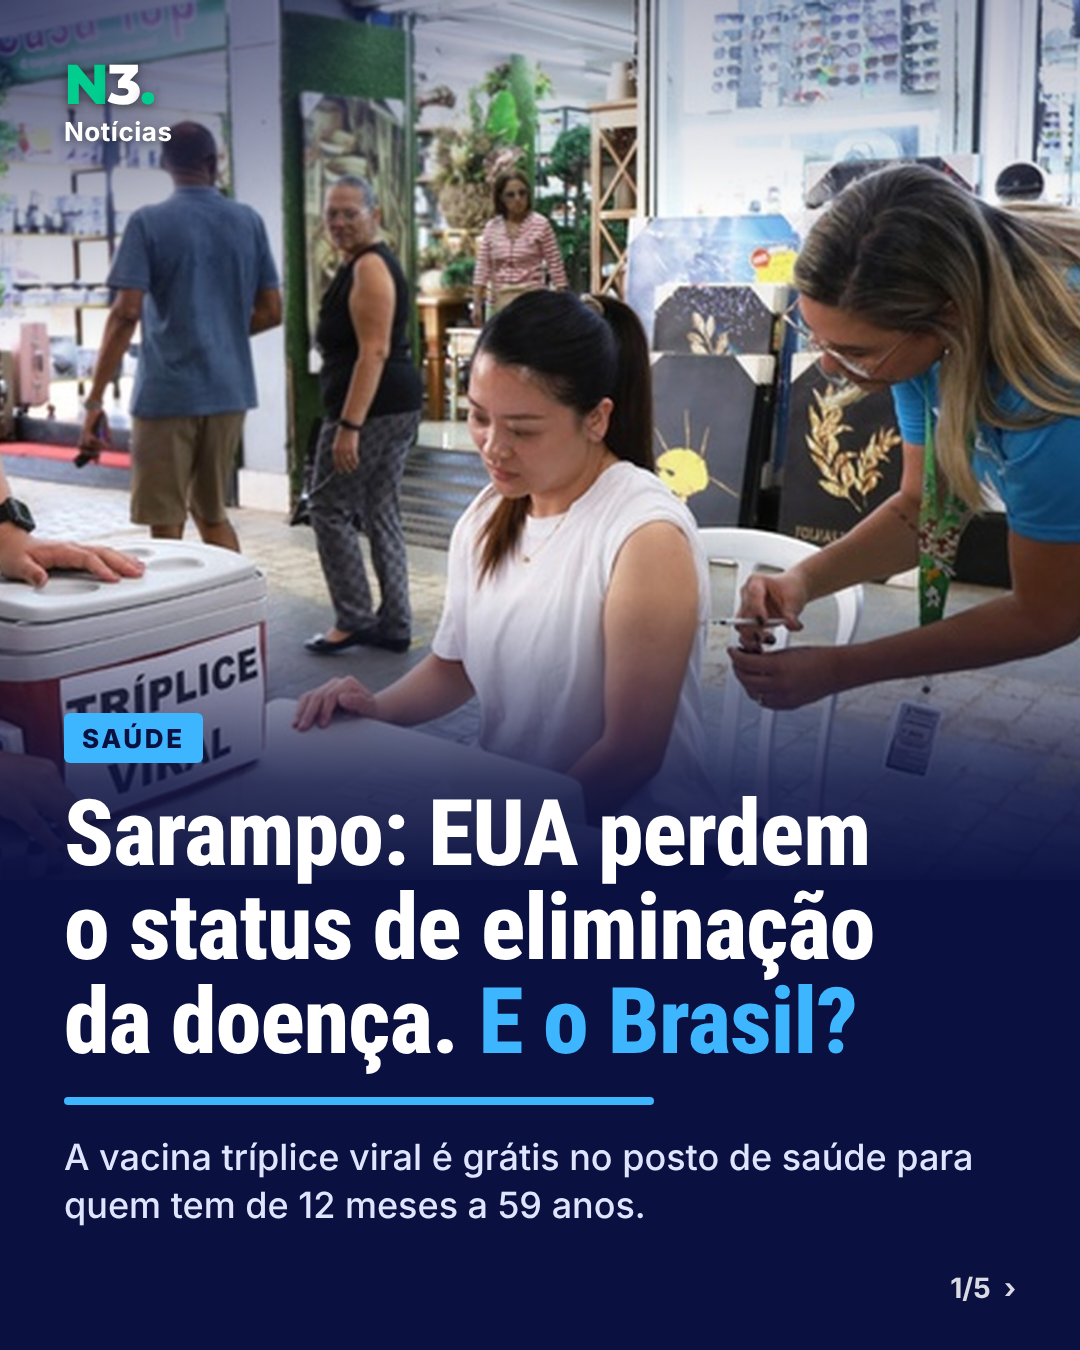 N3.
Notícias
TRÍPLICE
VIRAL
SAÚDE
Sarampo: EUA perdem
o status de eliminação
da doença. E o Brasil?
A vacina tríplice viral é grátis no posto de saúde para
quem tem de 12 meses a 59 anos.
1/5 ›